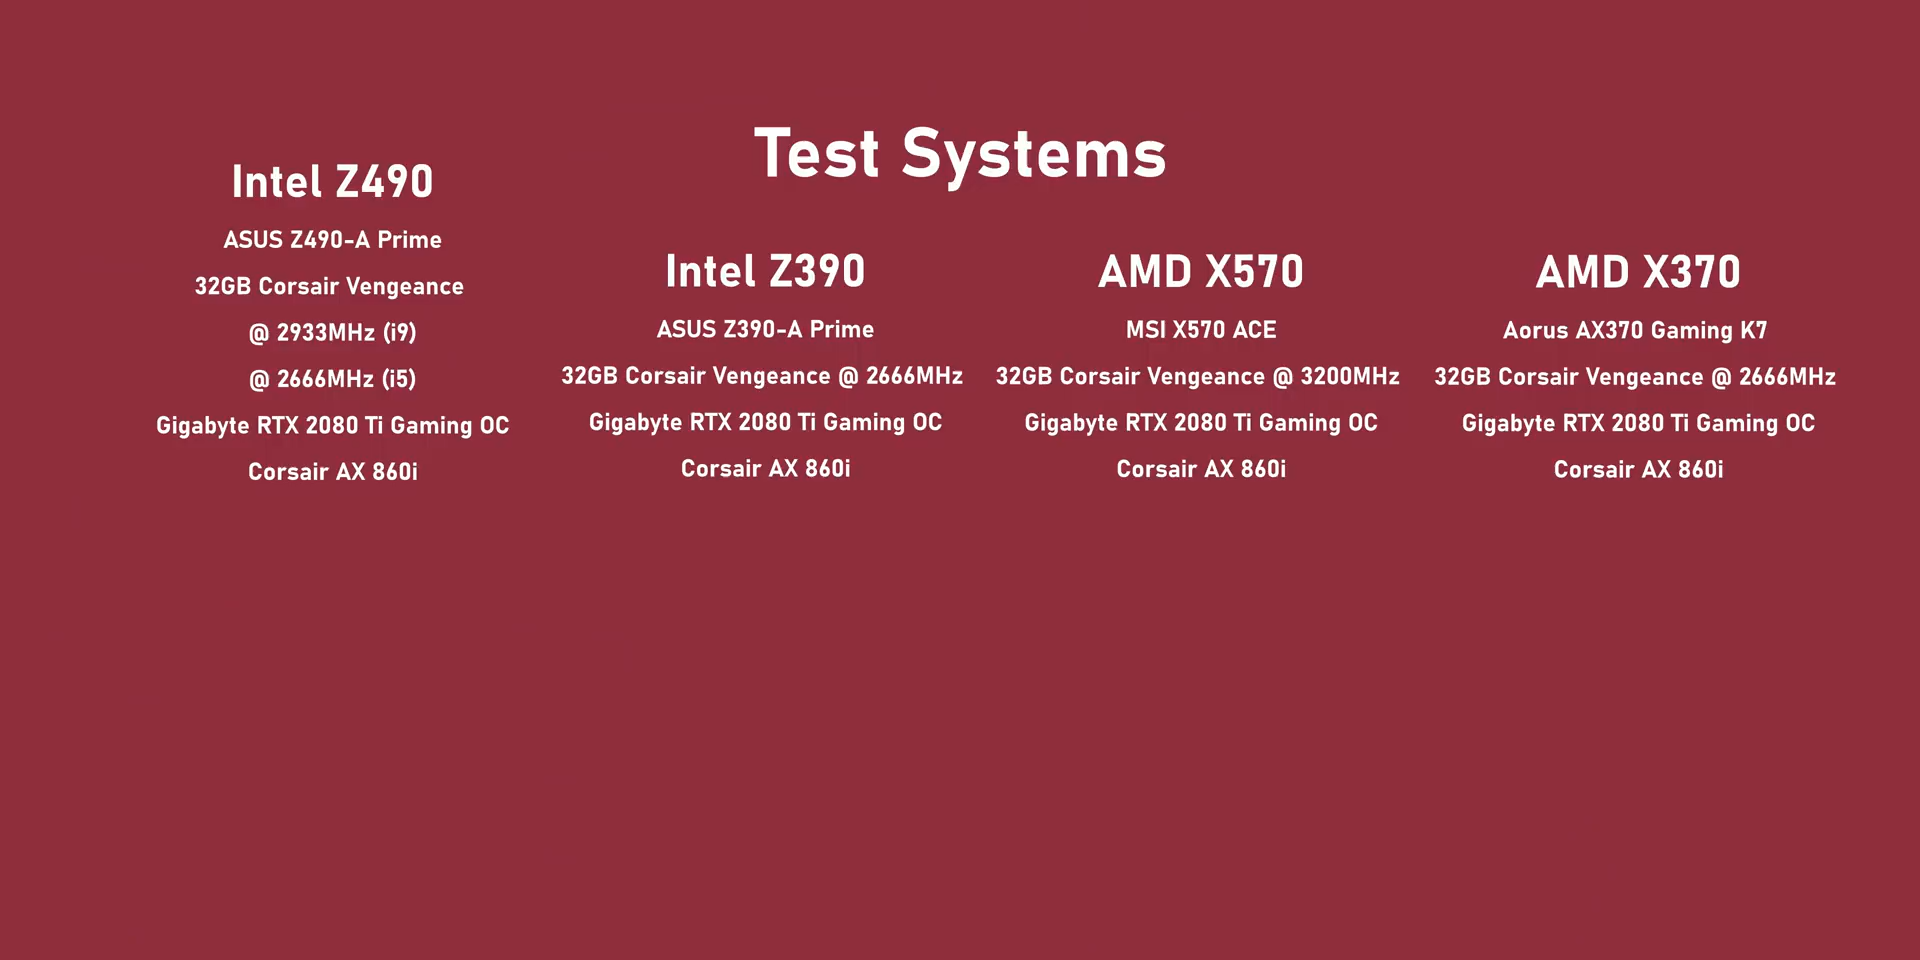 Test Systems
Intel Z490
ASUS Z490-A Prime
32GB Corsair Vengeance
@ 2933MHz (i9)
@ 2666MHz (i5)
Gigabyte RTX 2080 Ti Gaming OC
Corsair AX 860i
Intel Z390
ASUS Z390-A Prime
32GB Corsair Vengeance @ 2666MHz
Gigabyte RTX 2080 Ti Gaming OC
Corsair AX 860i
AMD X570
MSI X570 ACE
32GB Corsair Vengeance @ 3200MHz
Gigabyte RTX 2080 Ti Gaming OC
Corsair AX 860i
AMD X370
Aorus AX370 Gaming K7
32GB Corsair Vengeance @ 2666MHz
Gigabyte RTX 2080 Ti Gaming OC
Corsair AX 860i